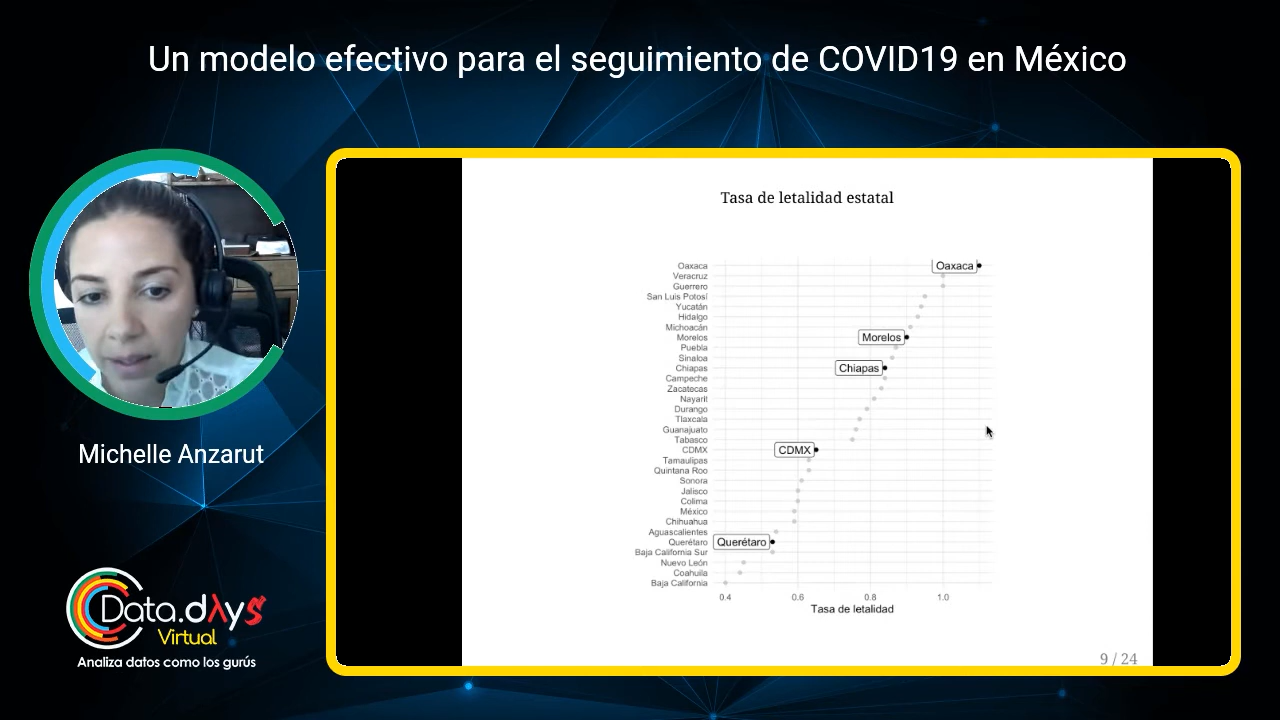 Un modelo efectivo para el seguimiento de COVID19 en México
Michelle Anzarut
Data.dAys
Virtual
Analiza datos como los gurús
Tasa de letalidad estatal
Oaxaca
Veracruz
Guerrero
San Luis Potosí
Yucatán
Hidalgo
Michoacán
Morelos
Puebla
Sinaloa
Chiapas
Campeche
Zacatecas
Nayarit
Durango
Tlaxcala
Guanajuato
Tabasco
CDMX
Tamaulipas
Quintana Roo
Sonora
Jalisco
Colima
México
Chihuahua
Aguascalientes
Querétaro
Baja California Sur
Nuevo León
Coahuila
Baja California
Oaxaca
Morelos
Chiapas
CDMX
Querétaro
0.4 0.6 0.8 1.0
Tasa de letalidad
9 / 24